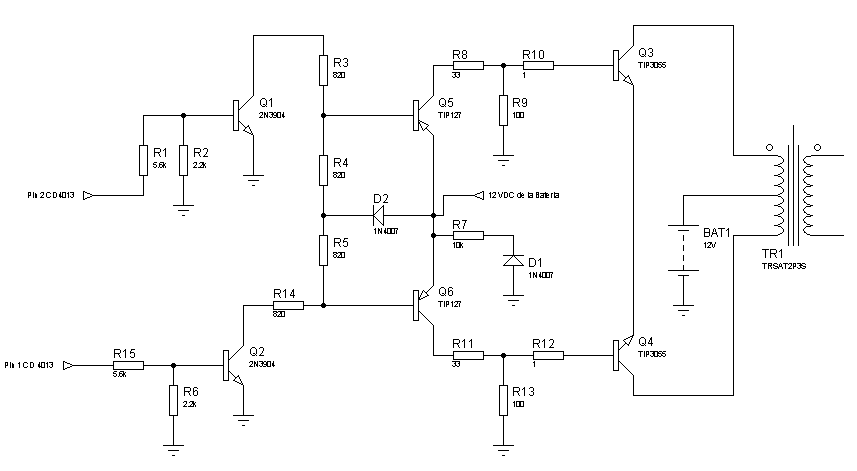 R3
820
R8
33
R10
1
Q3
TIP3055
Q1
2N3904
Q5
TIP127
R9
100
R1
5.6k
R2
2.2k
R4
820
Pin 2 CD4013
D2
1N4007
12 VDC de la Bateria
R7
10k
R5
820
D1
1N4007
BAT1
12V
TR1
TRSAT2P3S
R14
820
Q6
TIP127
Q2
2N3904
R11
33
R12
1
Q4
TIP3055
Pin 1 CD 4013
R15
5.6k
R6
2.2k
R13
100